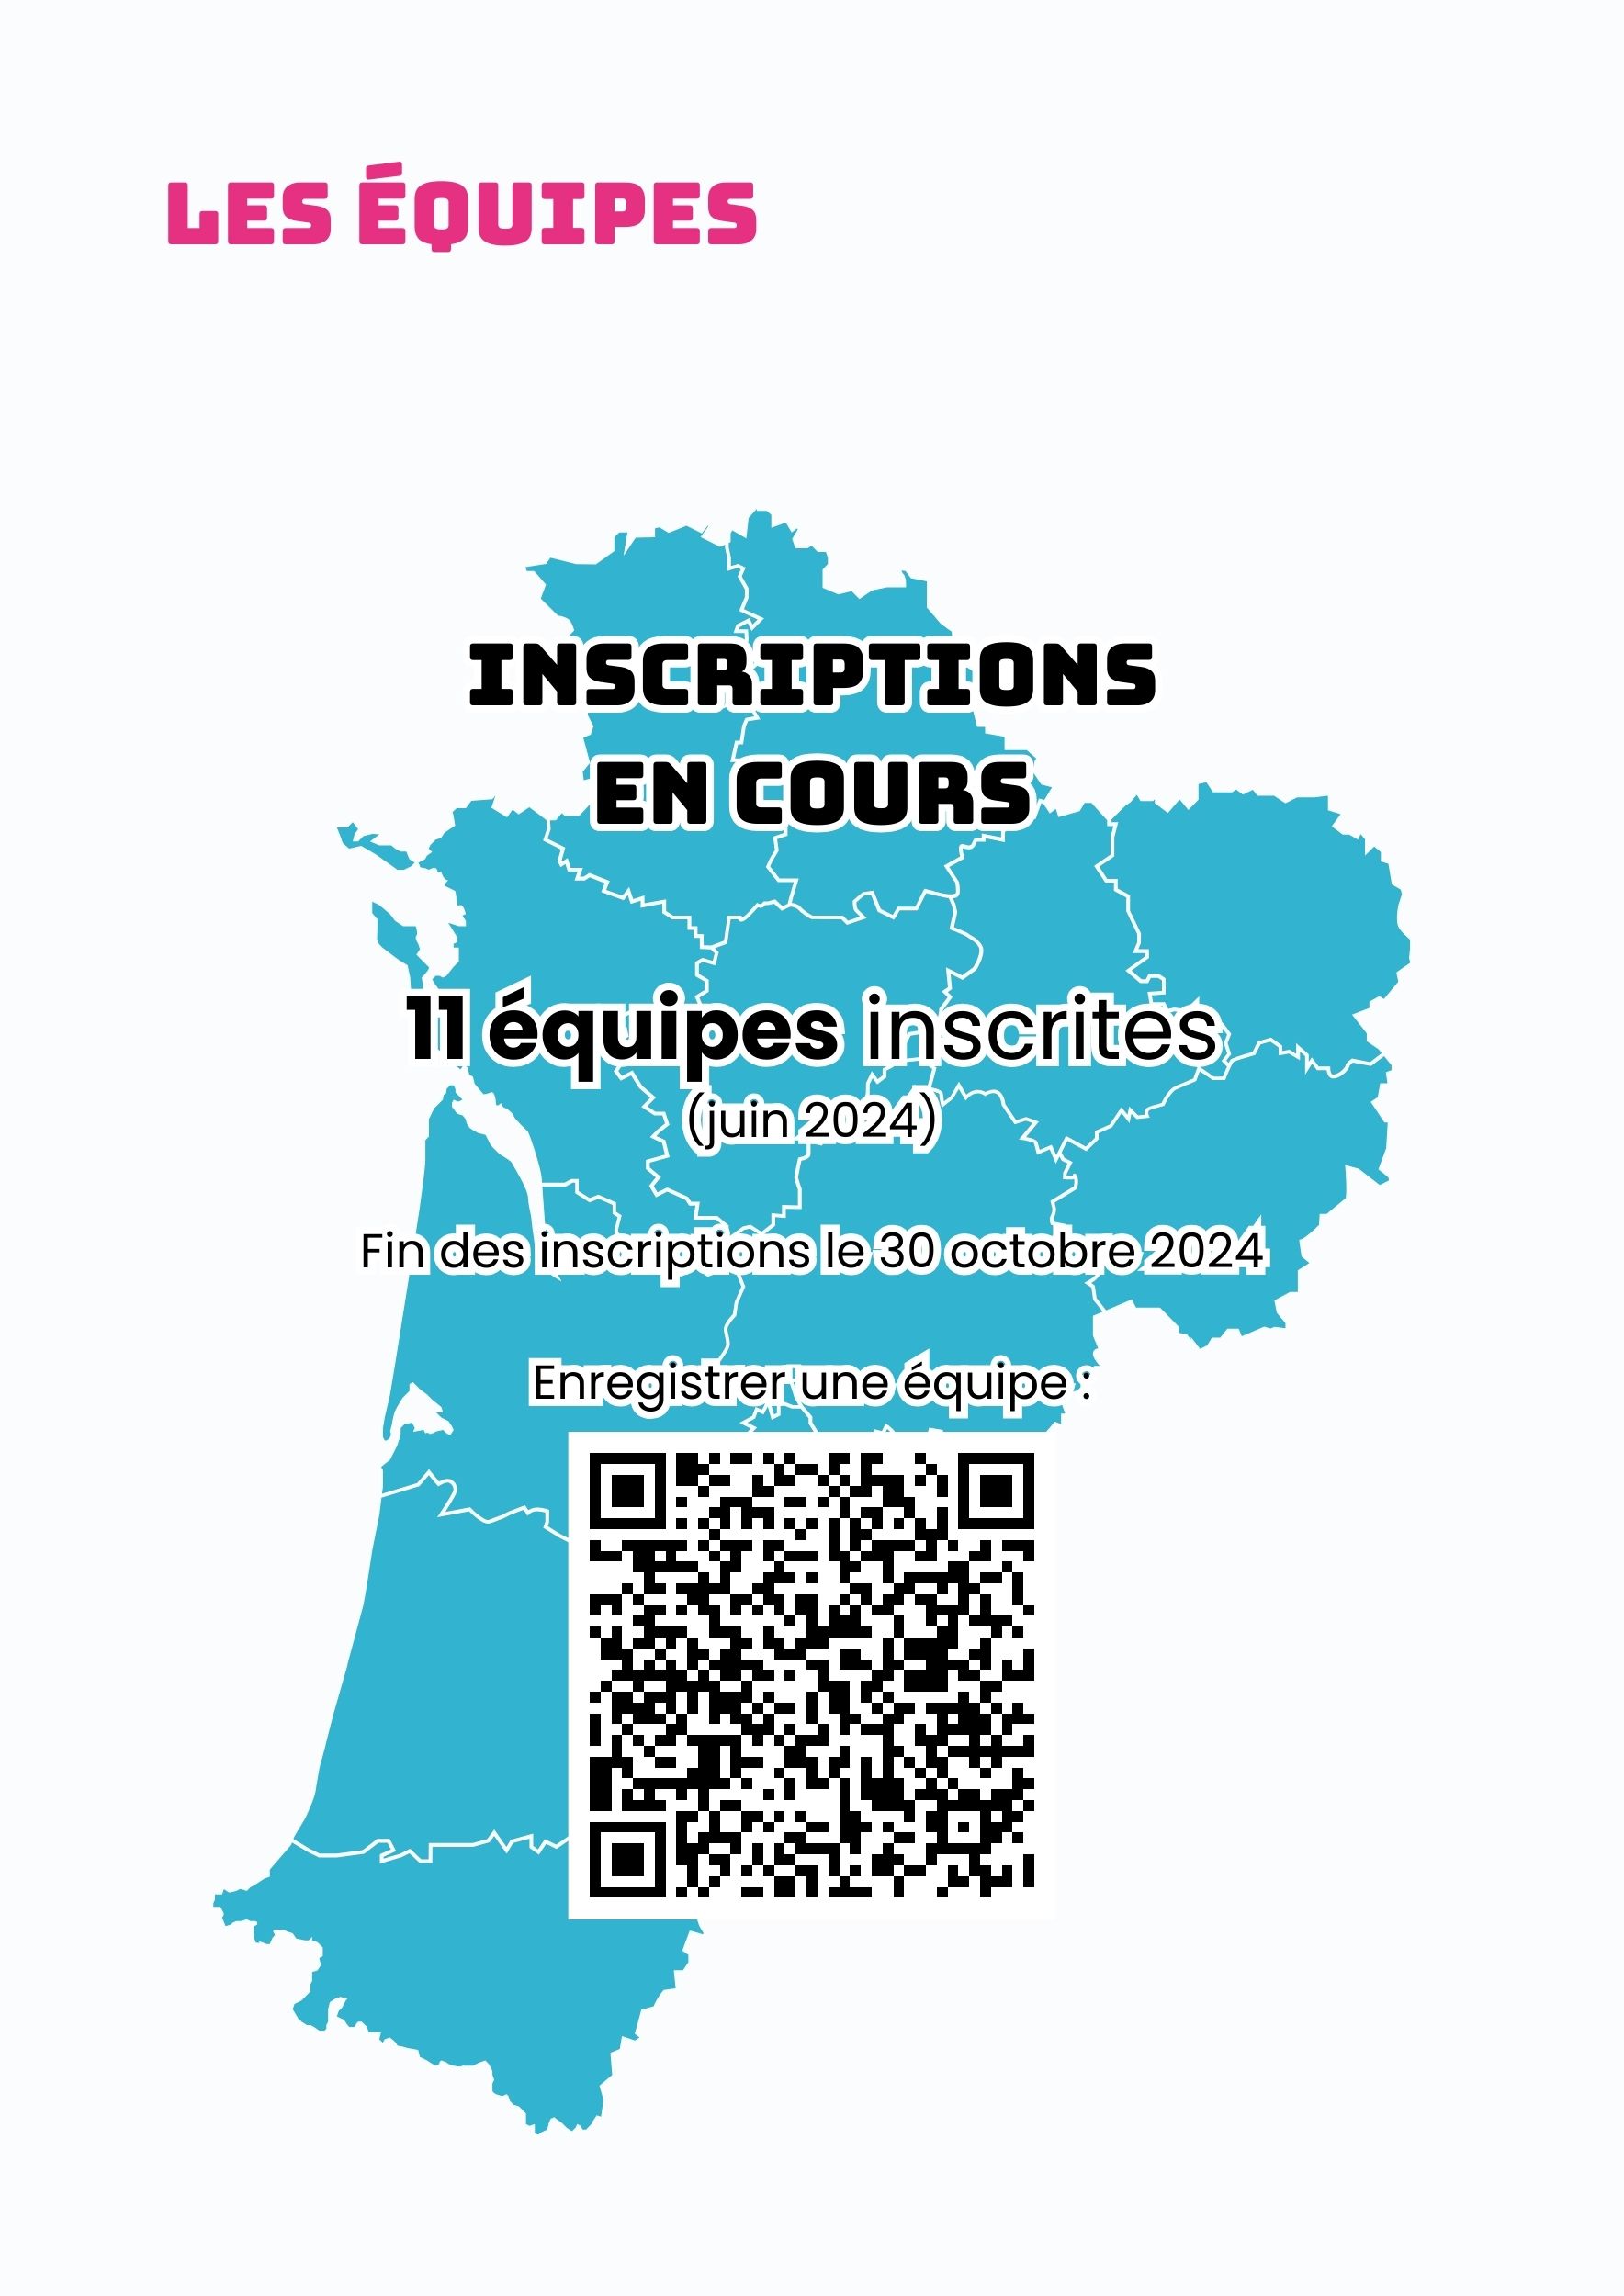 LES ÉQUIPES
INSCRIPTIONS
EN COURS
11 équipes inscrites
(juin 2024)
Fin des inscriptions le 30 octobre 2024
Enregistrer une équipe :